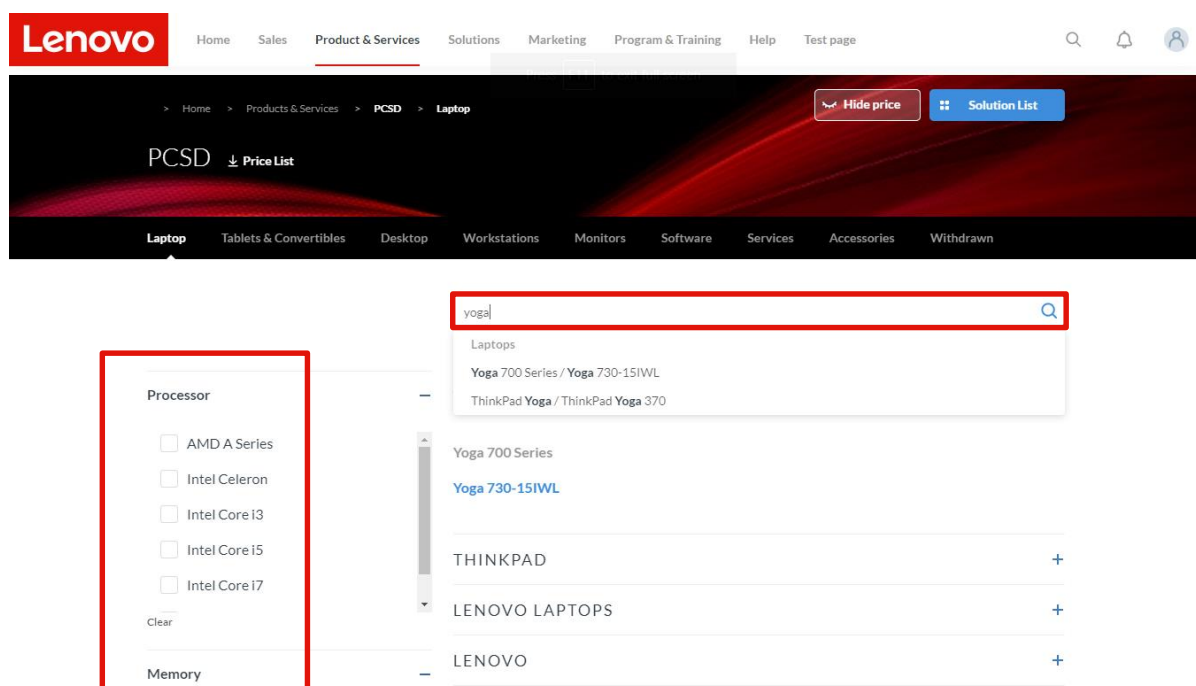 Lenovo
Home Sales Product & Services Solutions Marketing Program & Training Help Test page
> Home > Products & Services > PCSD > Laptop
Hide price
Solution List
PCSD Price List
Laptop Tablets & Convertibles Desktop Workstations Monitors Software Services Accessories Withdrawn
yoga
Laptops
Yoga 700 Series / Yoga 730-15IWL
ThinkPad Yoga / ThinkPad Yoga 370
Processor
AMD A Series
Intel Celeron
Intel Core i3
Intel Core i5
Intel Core i7
Clear
Memory
Yoga 700 Series
Yoga 730-15IWL
THINKPAD
LENOVO LAPTOPS
LENOVO